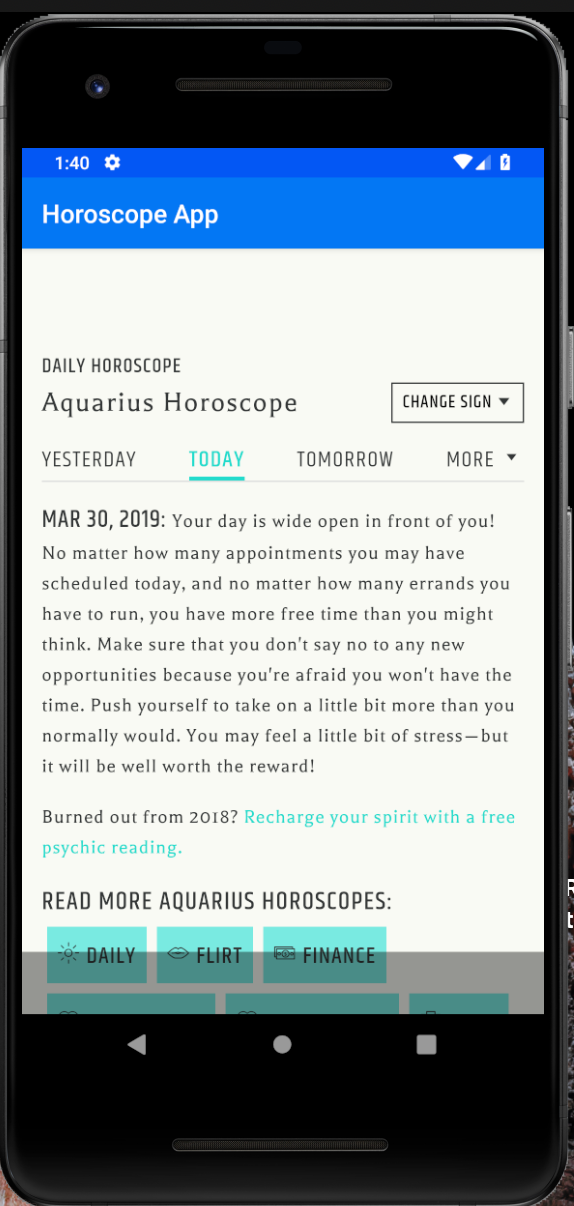 1:40
Horoscope App
DAILY HOROSCOPE
Aquarius Horoscope
CHANGE SIGN
YESTERDAY TODAY TOMORROW MORE
MAR 30, 2019: Your day is wide open in front of you!
No matter how many appointments you may have
scheduled today, and no matter how many errands you
have to run, you have more free time than you might
think. Make sure that you don't say no to any new
opportunities because you're afraid you won't have the
time. Push yourself to take on a little bit more than you
normally would. You may feel a little bit of stress—but
it will be well worth the reward!
Burned out from 2018? Recharge your spirit with a free
psychic reading.
READ MORE AQUARIUS HOROSCOPES:
DAILY FLIRT FINANCE